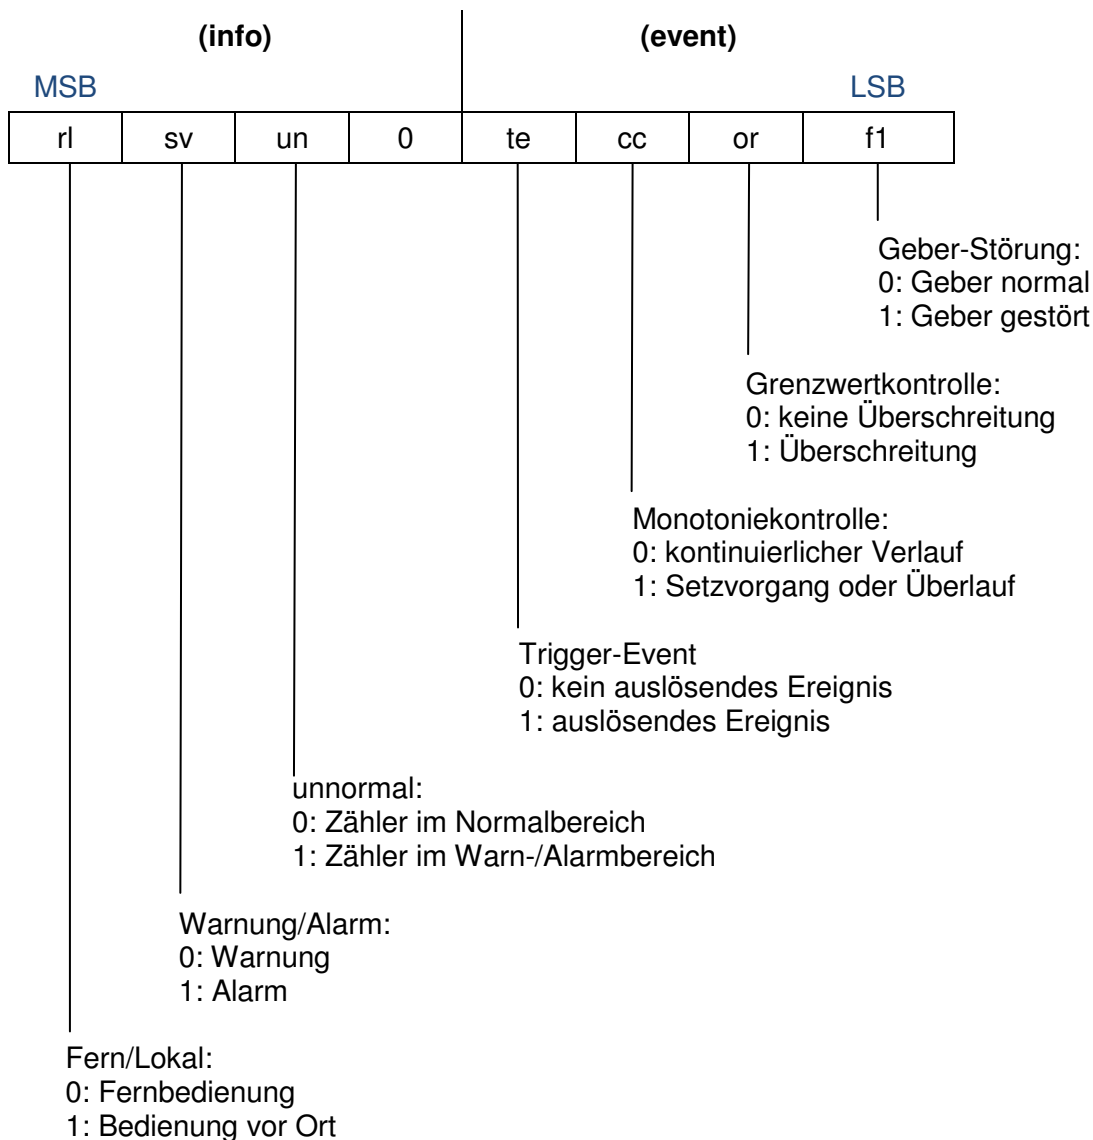 (info) (event)
MSB LSB
rl sv un 0 te cc or f1
Geber-Störung:
0: Geber normal
1: Geber gestört
Grenzwertkontrolle:
0: keine Überschreitung
1: Überschreitung
Monotoniekontrolle:
0: kontinuierlicher Verlauf
1: Setzvorgang oder Überlauf
Trigger-Event
0: kein auslösendes Ereignis
1: auslösendes Ereignis
unnormal:
0: Zähler im Normalbereich
1: Zähler im Warn-/Alarmbereich
Warnung/Alarm:
0: Warnung
1: Alarm
Fern/Lokal:
0: Fernbedienung
1: Bedienung vor Ort